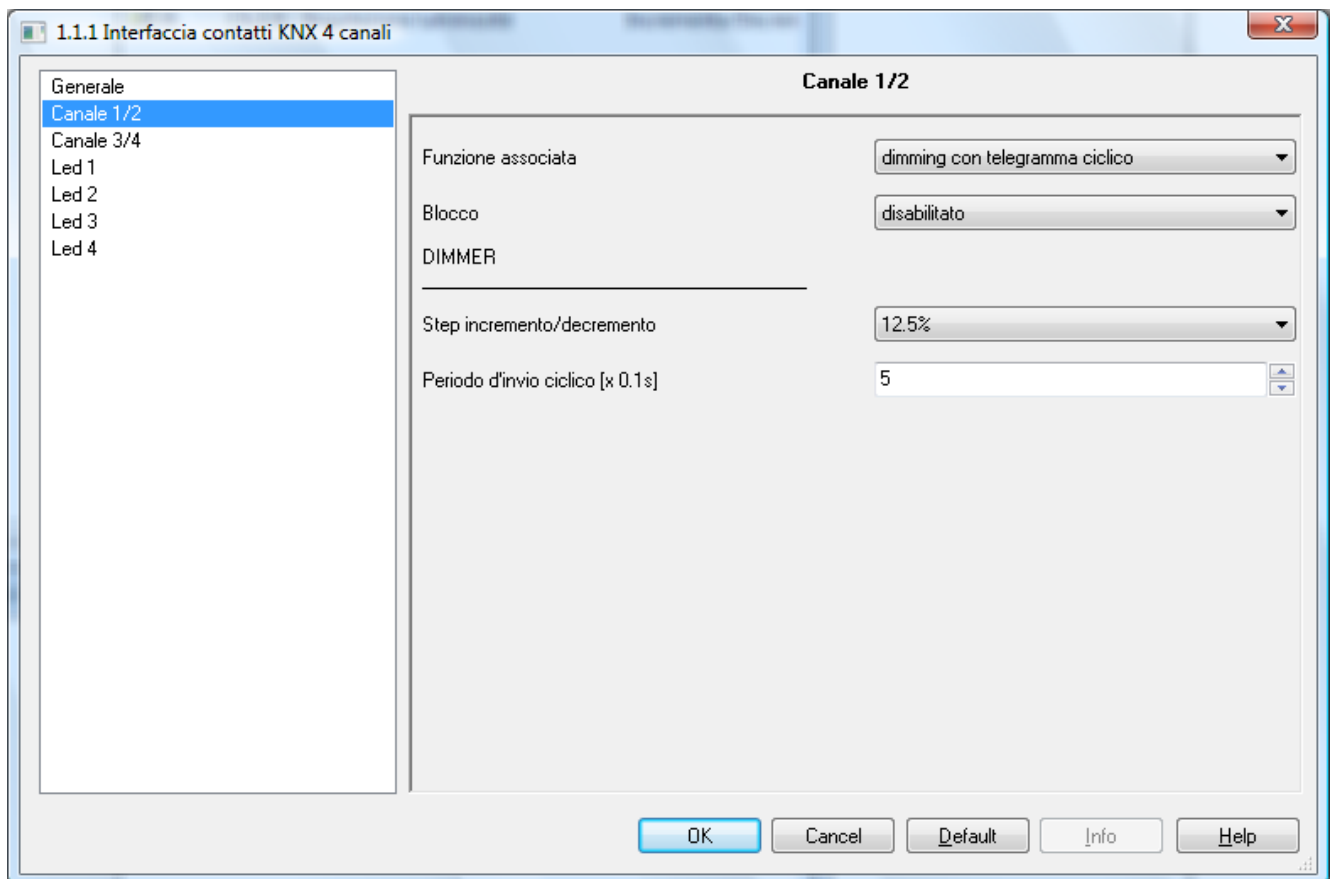 1.1.1 Interfaccia contatti KNX 4 canali
Generale
Canale 1/2
Canale 3/4
Led 1
Led 2
Led 3
Led 4
Canale 1/2
Funzione associata
dimming con telegramma ciclico
Blocco
disabilitato
DIMMER
Step incremento/decremento
12.5%
Periodo d'invio ciclico [x 0.1s]
5
OK
Cancel
Default
Info
Help